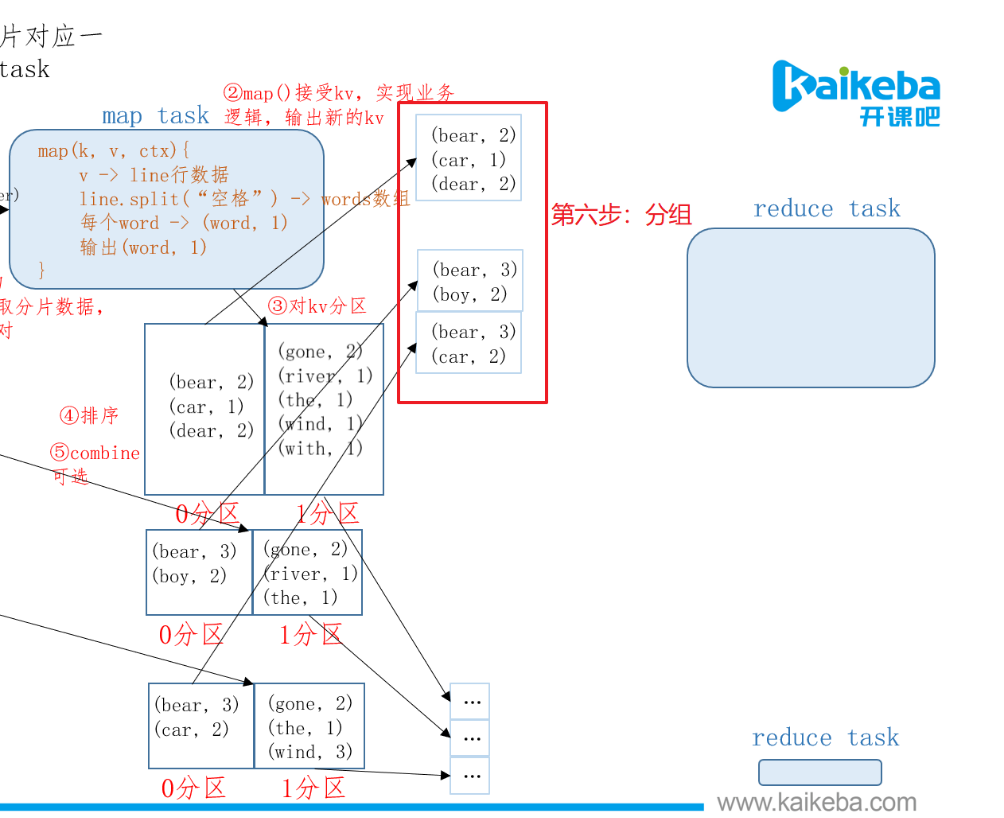 片对应一
task
Kaikeba
开课吧
②map()接受kv，实现业务
逻辑，输出新的kv
map task
map(k, v, ctx){
v -> line行数据
line.split(“空格”) -> words数组
每个word -> (word, 1)
输出(word, 1)
}
er)
取分片数据，
对
③对kv分区
(bear, 2)
(car, 1)
(dear, 2)
(bear, 3)
(boy, 2)
(bear, 3)
(car, 2)
第六步：分组
reduce task
④排序
⑤combine
可选
(bear, 2)
(car, 1)
(dear, 2)
(gone, 2)
(river, 1)
(the, 1)
(wind, 1)
(with, 1)
0分区
1分区
(bear, 3)
(boy, 2)
(gone, 2)
(river, 1)
(the, 1)
0分区
1分区
(bear, 3)
(car, 2)
(gone, 2)
(the, 1)
(wind, 3)
0分区
1分区
...
...
...
reduce task
www.kaikeba.com